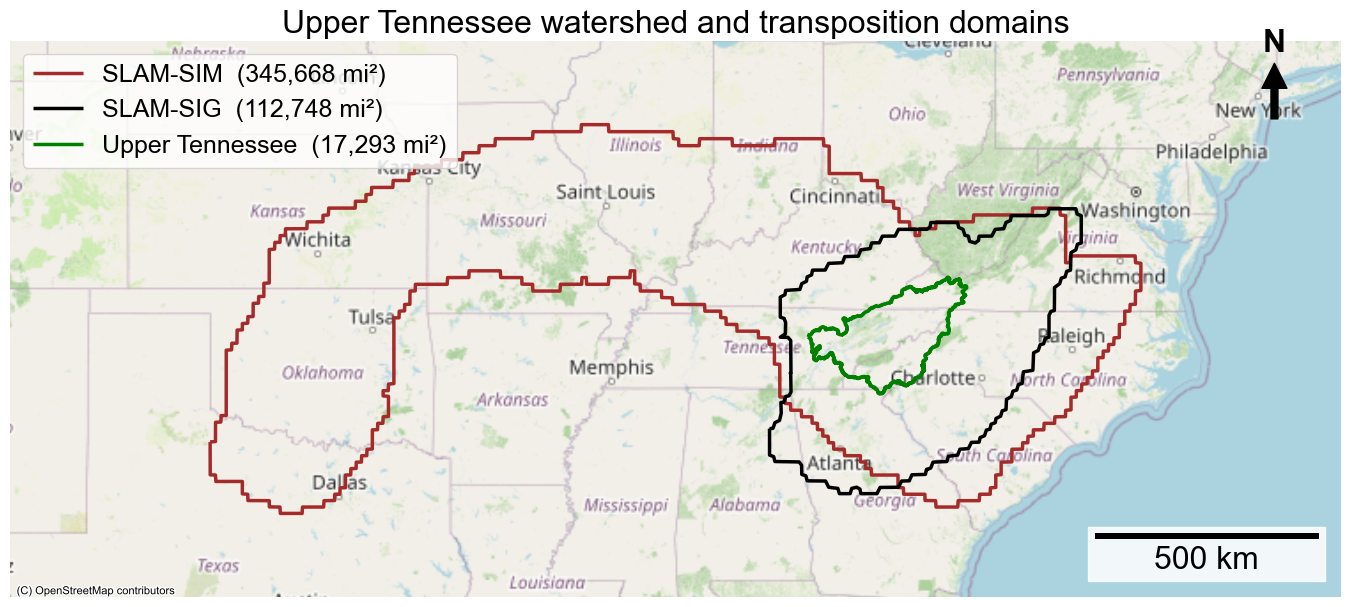 Upper Tennessee watershed and transposition domains
N
SLAM-SIM (345,668 mi²)
SLAM-SIG (112,748 mi²)
Upper Tennessee (17,293 mi²)
Nebraska
Cleveland
Pennsylvania
Ohio
New York
Philadelphia
Illinois
Indiana
Kansas City
Saint Louis
Cincinnati
West Virginia
Washington
Kansas
Missouri
Wichita
Kentucky
Virginia
Richmond
Tulsa
Tennessee
Raleigh
Oklahoma
Memphis
Charlotte
North Carolina
Arkansas
Atlanta
South Carolina
Dallas
Mississippi
Alabama
Georgia
Texas
Louisiana
500 km
(C) OpenStreetMap contributors